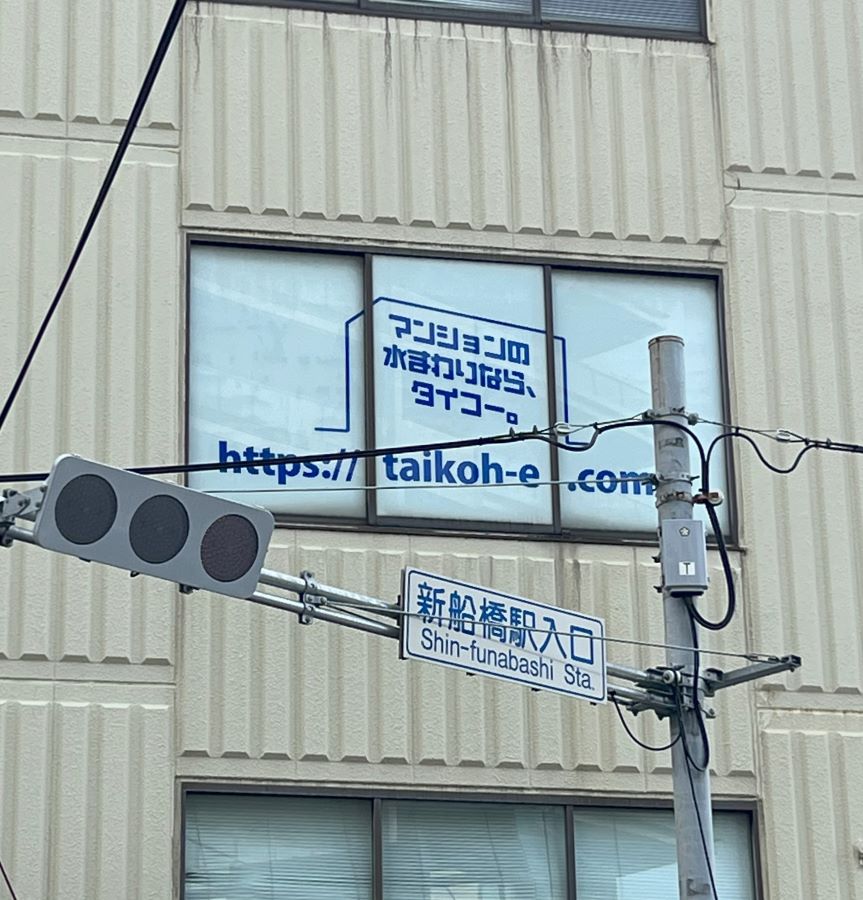 マンションの
水まわりなら、
タイコー。
https://taikoh-e.com
新船橋駅入口
Shin-funabashi Sta.
T